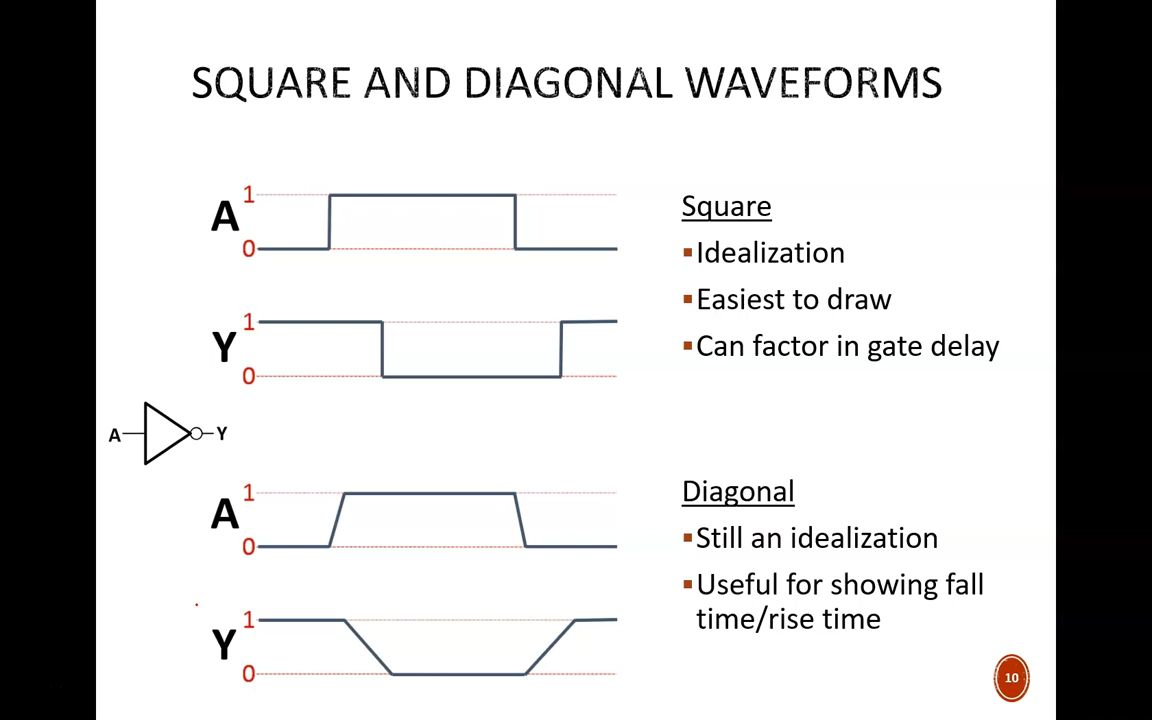 SQUARE AND DIAGONAL WAVEFORMS
A 1
0
Y 1
0
A Y
A 1
0
Y 1
0
Square
Idealization
Easiest to draw
Can factor in gate delay
Diagonal
Still an idealization
Useful for showing fall
time/rise time
10